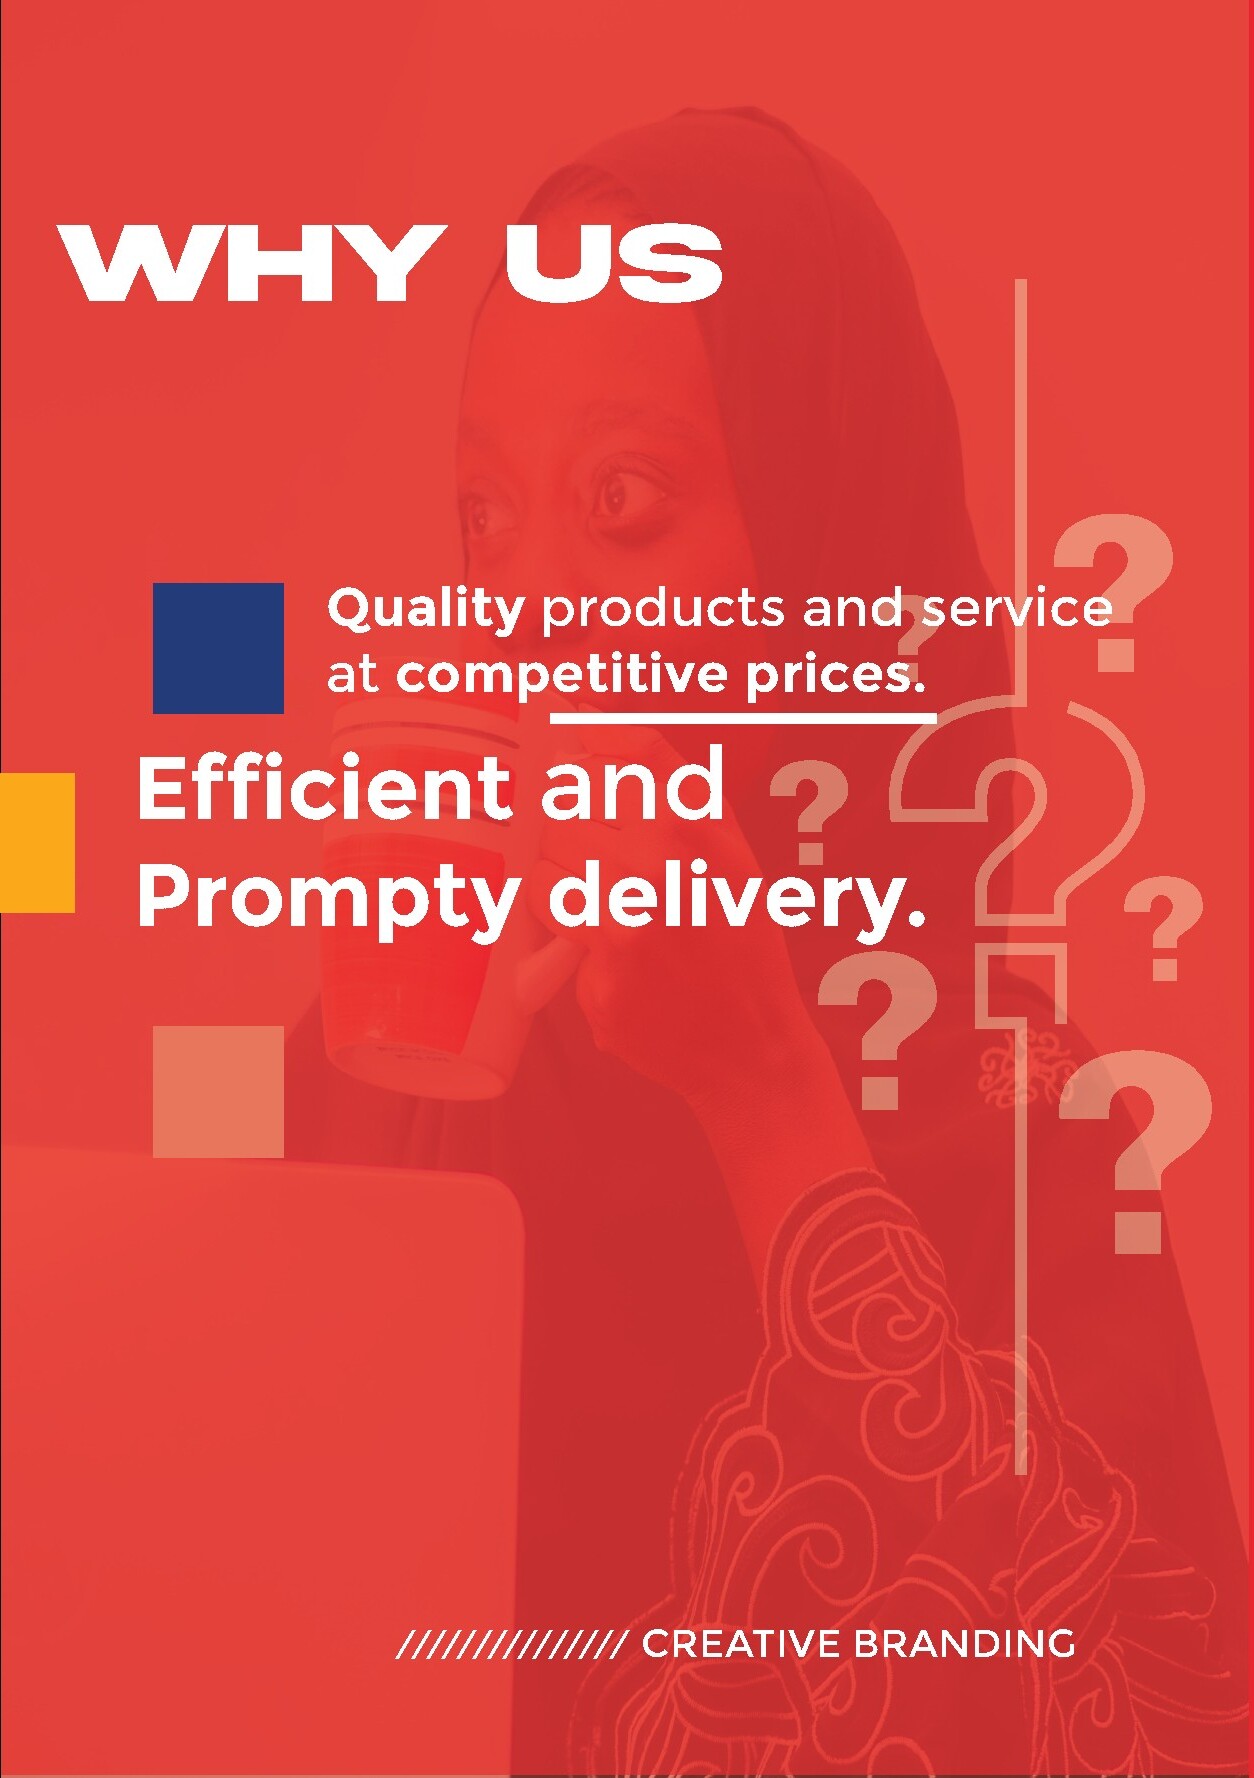 WHY US
Quality products and service
at competitive prices.
Efficient and
Prompty delivery.
////////////////// CREATIVE BRANDING